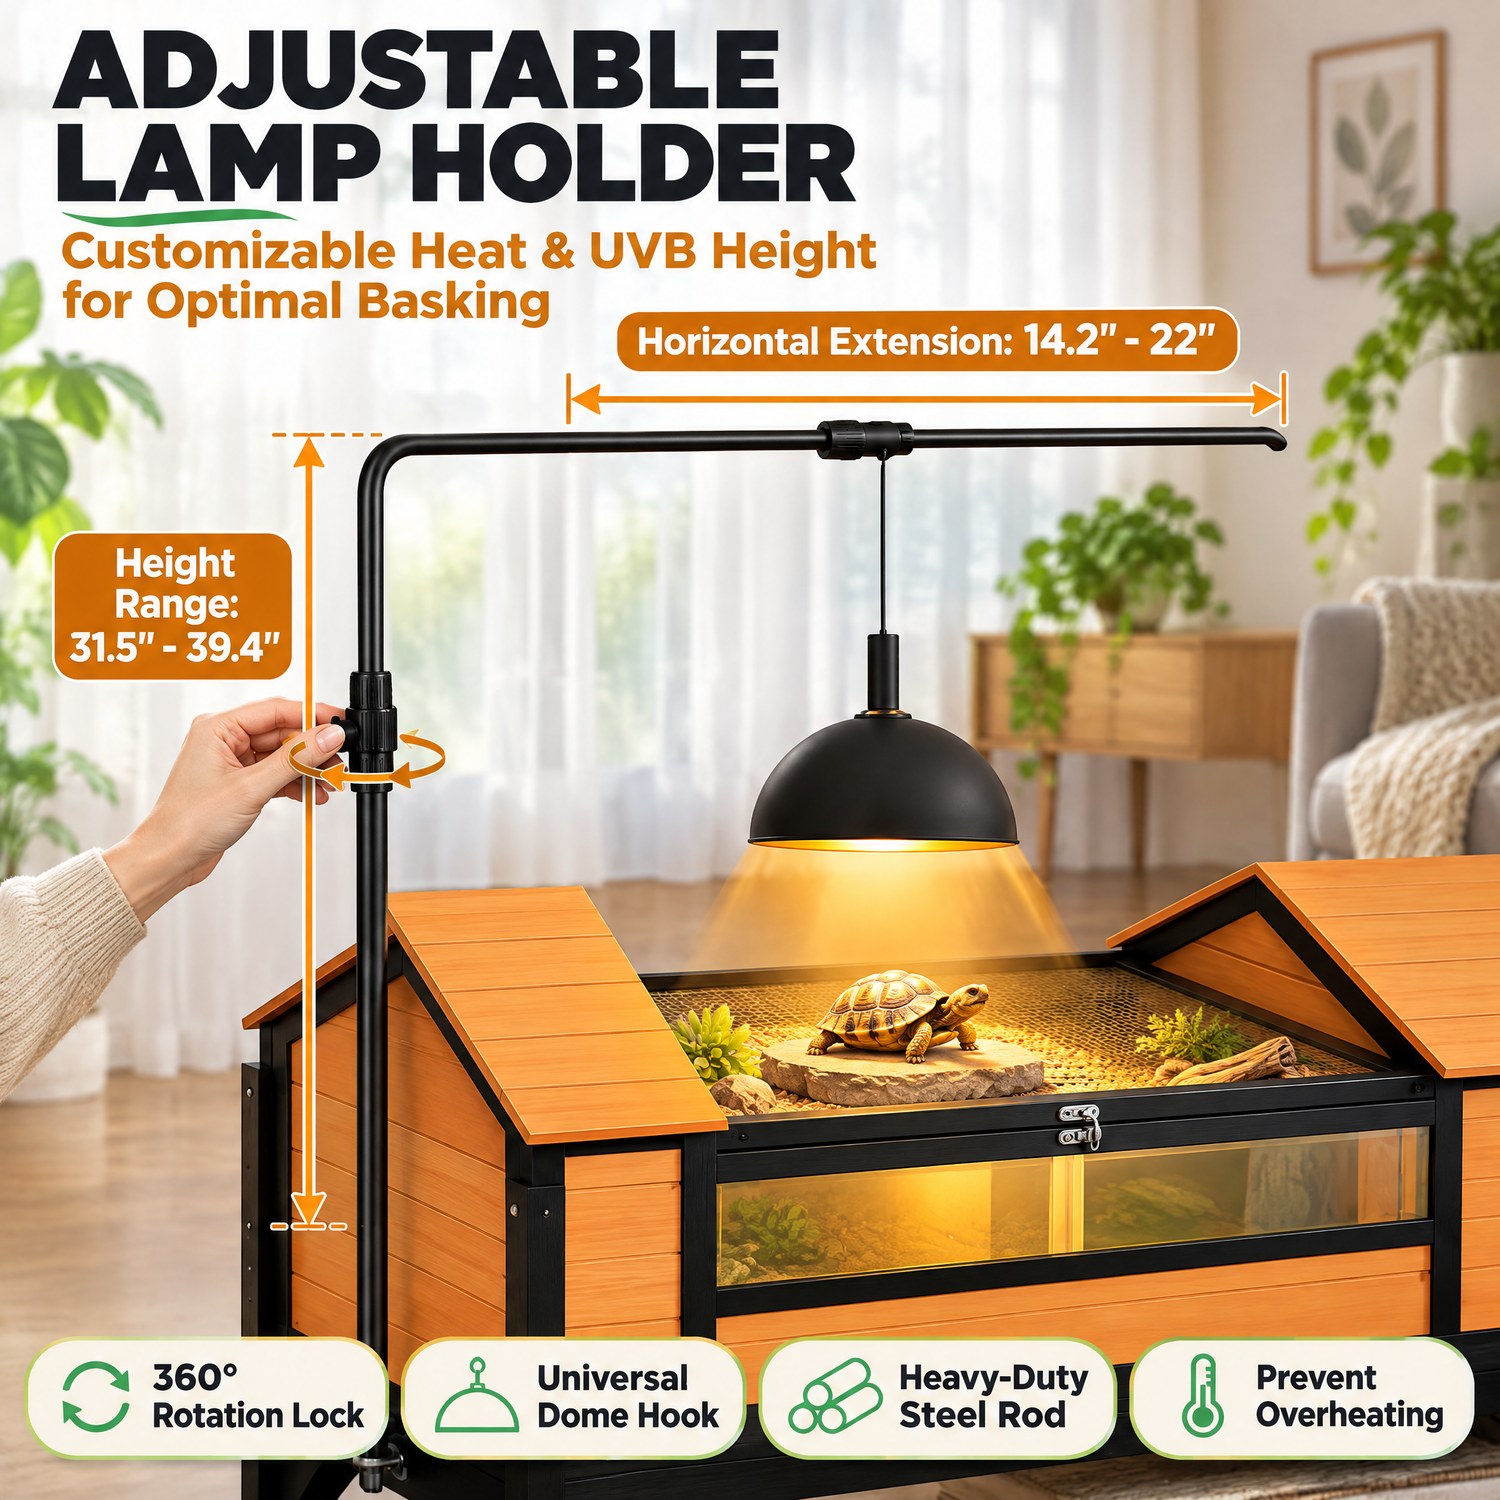 ADJUSTABLE
LAMP HOLDER
Customizable Heat & UVB Height
for Optimal Basking
Horizontal Extension: 14.2" - 22"
Height
Range:
31.5" - 39.4"
360°
Rotation Lock
Universal
Dome Hook
Heavy-Duty
Steel Rod
Prevent
Overheating